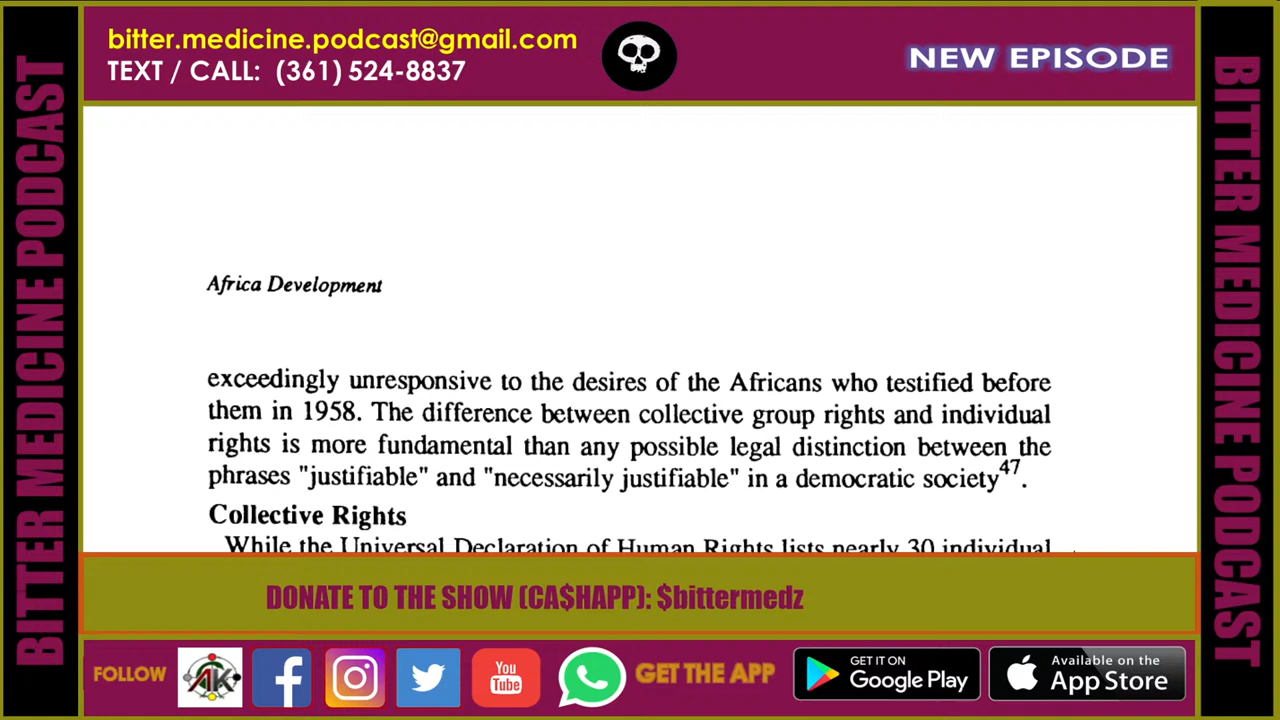 bitter.medicine.podcast@gmail.com
TEXT / CALL: (361) 524-8837
NEW EPISODE
BITTER MEDICINE PODCAST
BITTER MEDICINE PODCAST
Africa Development
exceedingly unresponsive to the desires of the Africans who testified before
them in 1958. The difference between collective group rights and individual
rights is more fundamental than any possible legal distinction between the
phrases "justifiable" and "necessarily justifiable" in a democratic society47.
Collective Rights
While the Universal Declaration of Human Rights lists nearly 30 individual
DONATE TO THE SHOW (CA$HAPP): $bittermedz
FOLLOW
ATK
f
You
Tube
GET THE APP
GET IT ON
Google Play
Available on the
App Store